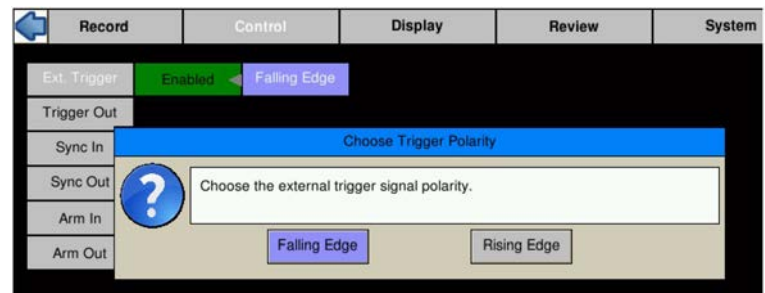 Record Control Display Review System
Ext. Trigger Enabled Falling Edge
Trigger Out
Choose Trigger Polarity
Sync In
Sync Out
Choose the external trigger signal polarity.
Arm In
Arm Out
Falling Edge Rising Edge